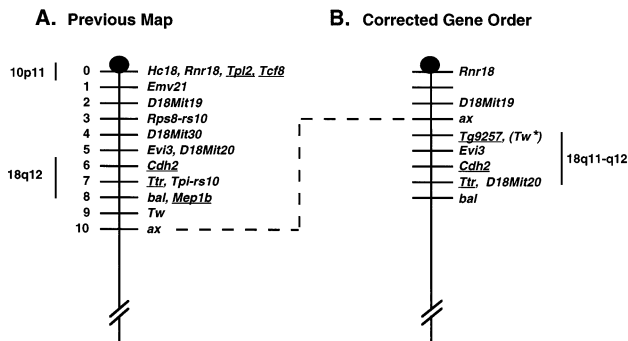 A. Previous Map
10p11
0 Hc18, Rnr18, Tpl2, Tcf8
1 Emv21
2 D18Mit19
3 Rps8-rs10
4 D18Mit30
5 Evi3, D18Mit20
18q12
6 Cdh2
7 Ttr, Tpi-rs10
8 bal, Mep1b
9 Tw
10 ax
B. Corrected Gene Order
Rnr18
D18Mit19
ax
Tg9257, (Tw*)
Evi3
18q11-q12
Cdh2
Ttr, D18Mit20
bal